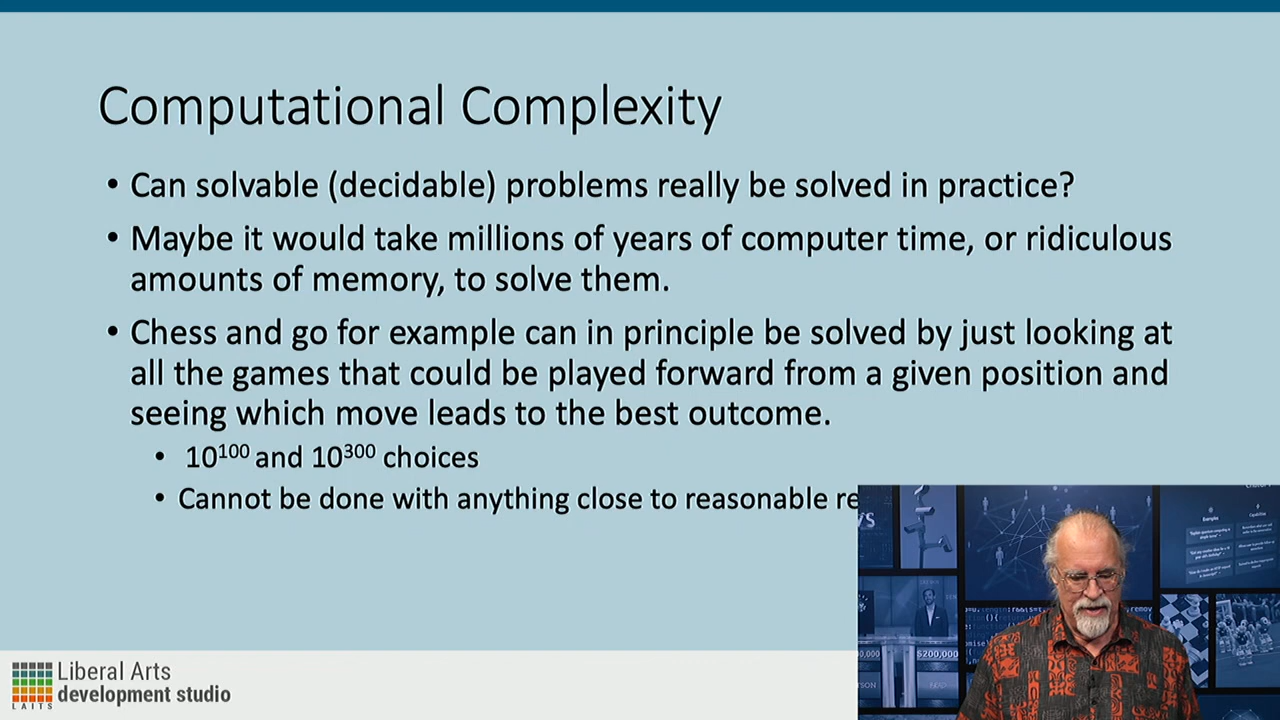 Computational Complexity
• Can solvable (decidable) problems really be solved in practice?
• Maybe it would take millions of years of computer time, or ridiculous
amounts of memory, to solve them.
• Chess and go for example can in principle be solved by just looking at
all the games that could be played forward from a given position and
seeing which move leads to the best outcome.
• 10¹⁰⁰ and 10³⁰⁰ choices
• Cannot be done with anything close to reasonable re
Examples
$200,000
Liberal Arts
development studio
LAITS